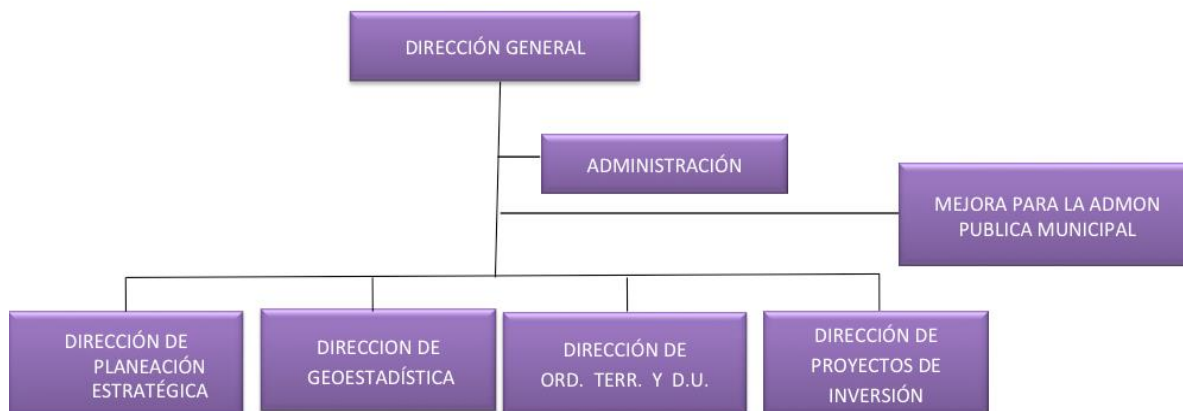 DIRECCIÓN GENERAL
ADMINISTRACIÓN
MEJORA PARA LA ADMON
PUBLICA MUNICIPAL
DIRECCIÓN DE
PLANEACIÓN
ESTRATÉGICA
DIRECCION DE
GEOESTADÍSTICA
DIRECCIÓN DE
ORD. TERR. Y D.U.
DIRECCIÓN DE
PROYECTOS DE
INVERSIÓN